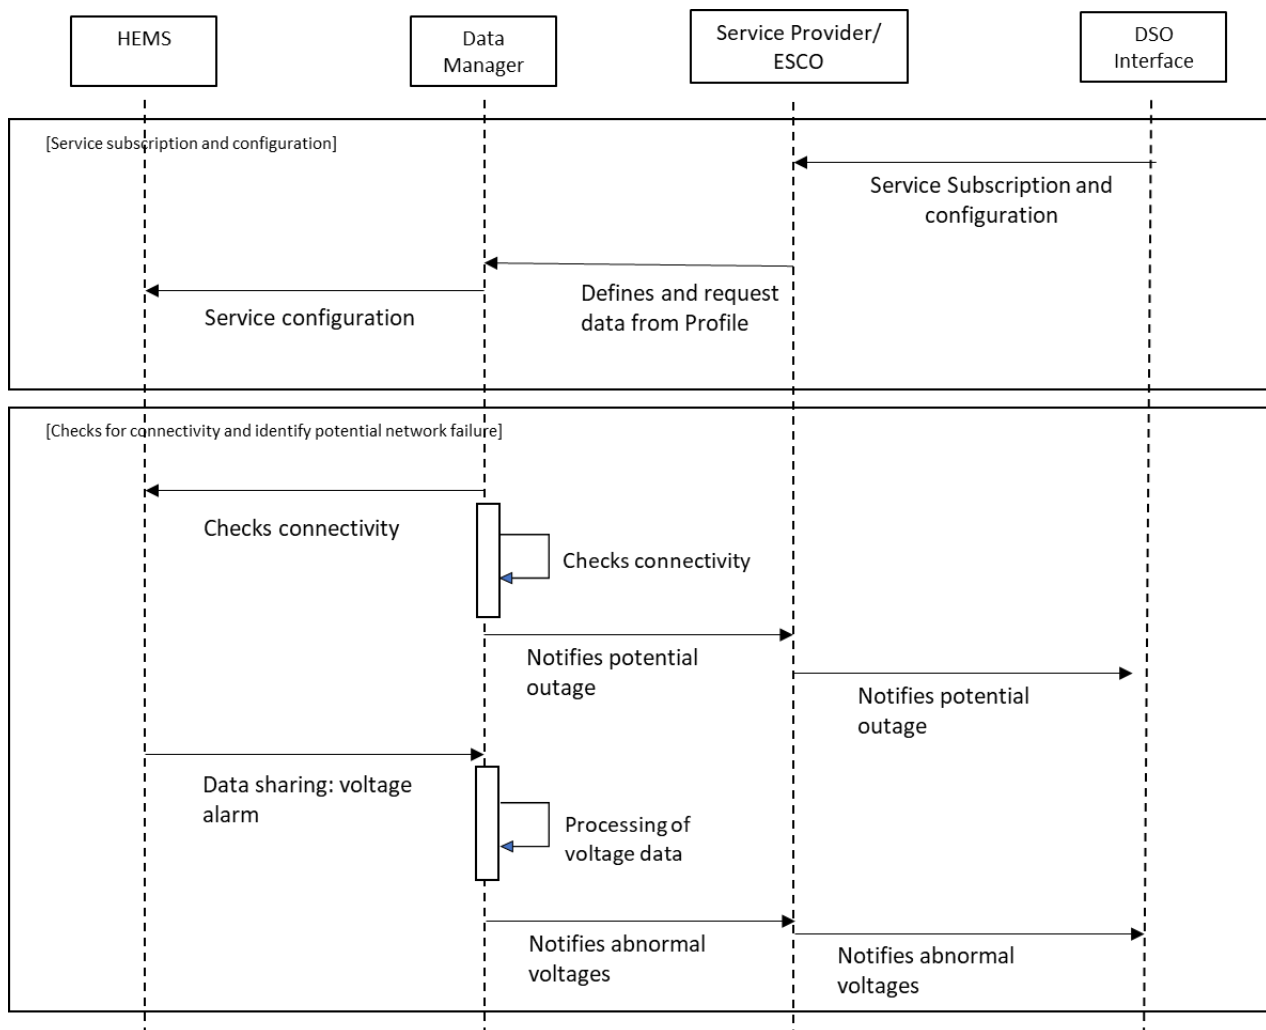 HEMS
Data
Manager
Service Provider/
ESCO
DSO
Interface
[Service subscription and configuration]
Service Subscription and
configuration
Defines and request
data from Profile
Service configuration
[Checks for connectivity and identify potential network failure]
Checks connectivity
Checks connectivity
Notifies potential
outage
Notifies potential
outage
Data sharing: voltage
alarm
Processing of
voltage data
Notifies abnormal
voltages
Notifies abnormal
voltages